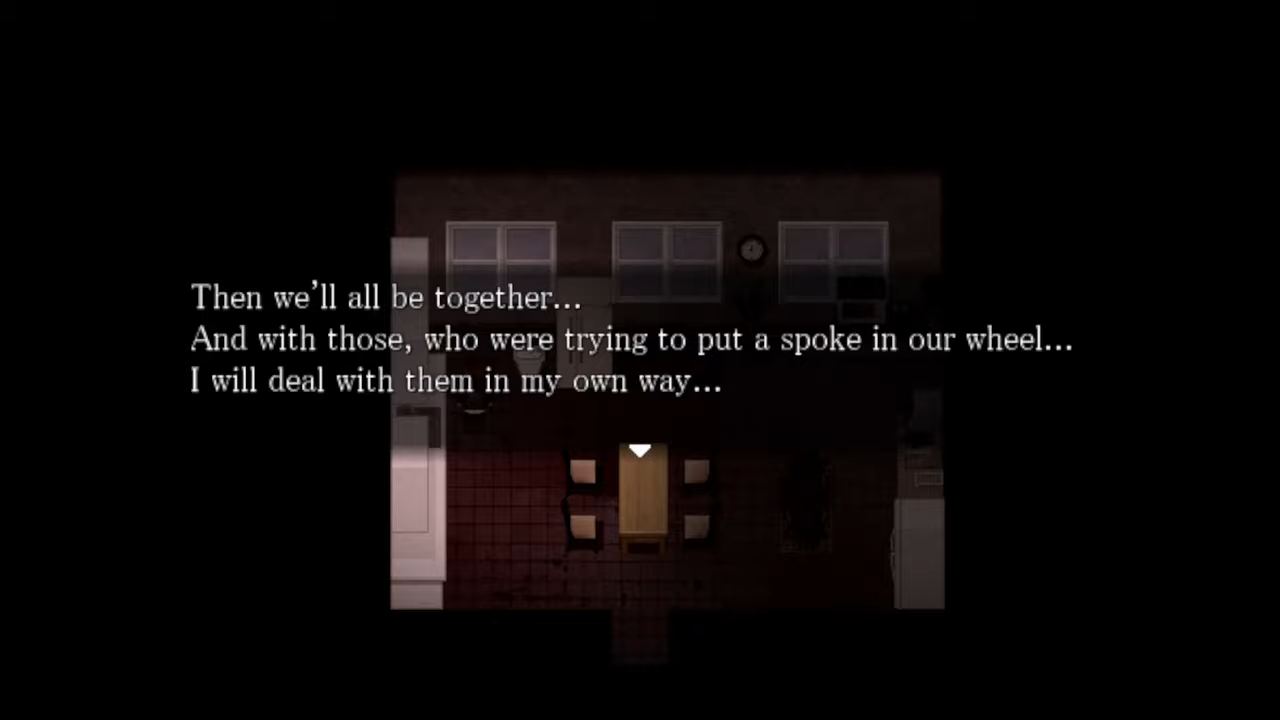 Then we'll all be together...
And with those, who were trying to put a spoke in our wheel...
I will deal with them in my own way...